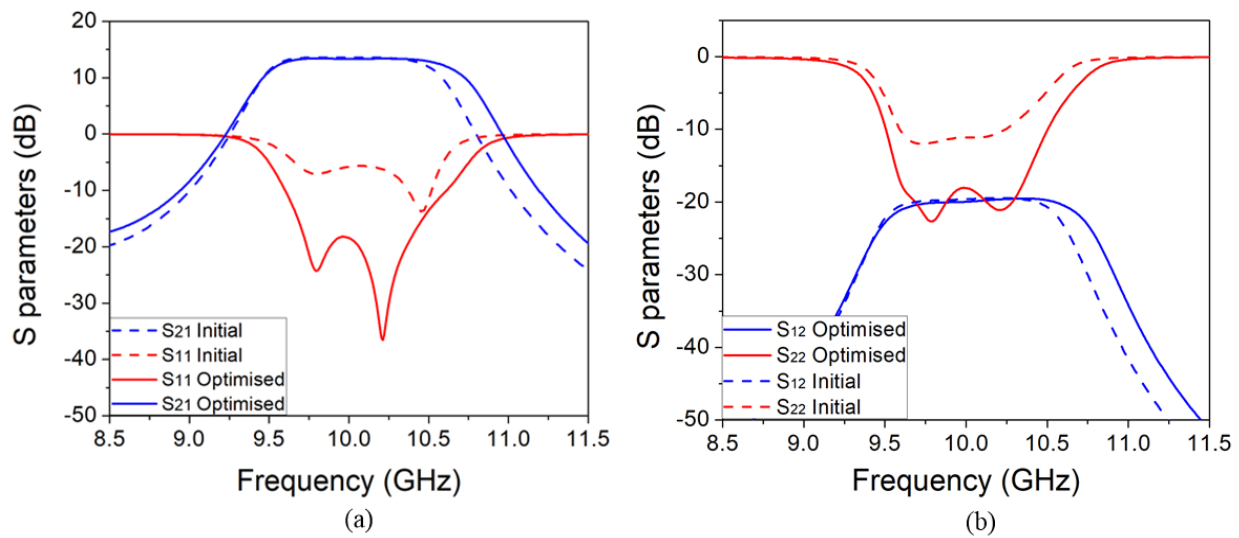 S parameters (dB)
20
10
0
-10
-20
-30
-40
-50
S21 Initial
S11 Initial
S11 Optimised
S21 Optimised
8.5 9.0 9.5 10.0 10.5 11.0 11.5
Frequency (GHz)
(a)
S parameters (dB)
0
-10
-20
-30
-40
-50
S12 Optimised
S22 Optimised
S12 Initial
S22 Initial
8.5 9.0 9.5 10.0 10.5 11.0 11.5
Frequency (GHz)
(b)